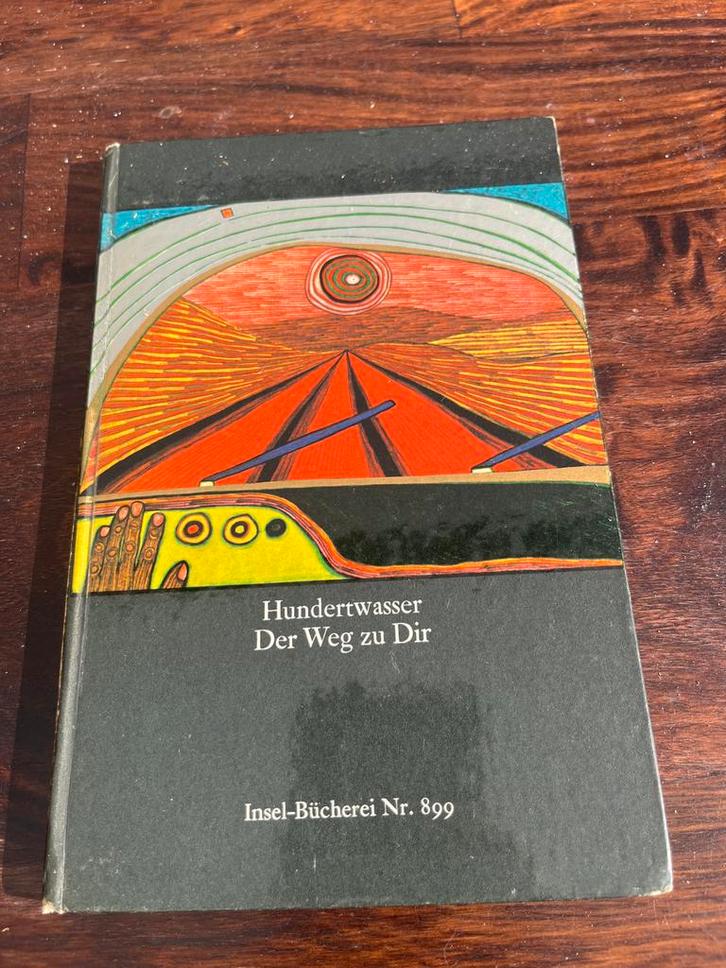 Hundertwasser
Der Weg zu Dir
Insel-Bücherei Nr. 899